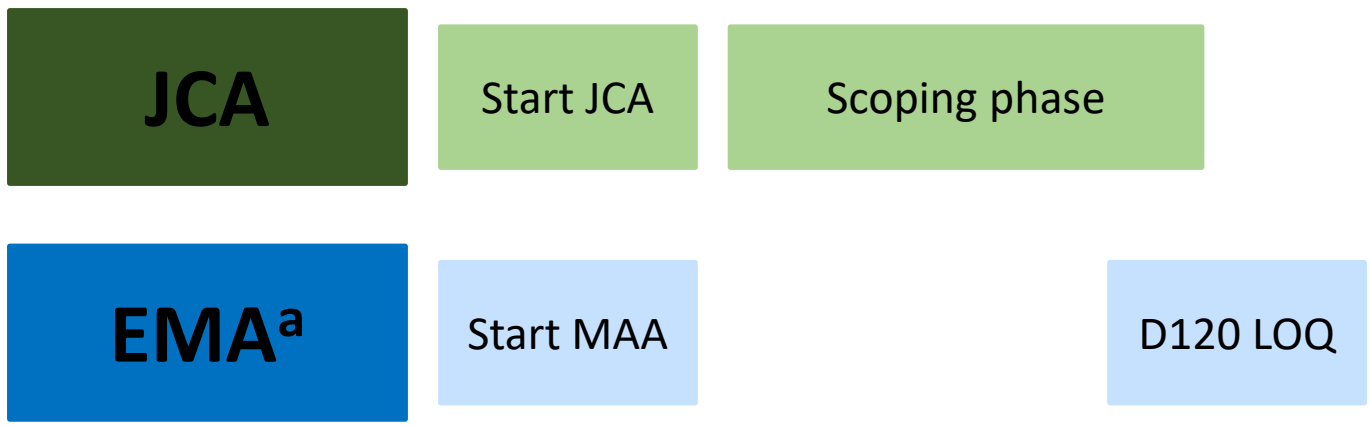 JCA
Start JCA
Scoping phase
EMAᵃ
Start MAA
D120 LOQ